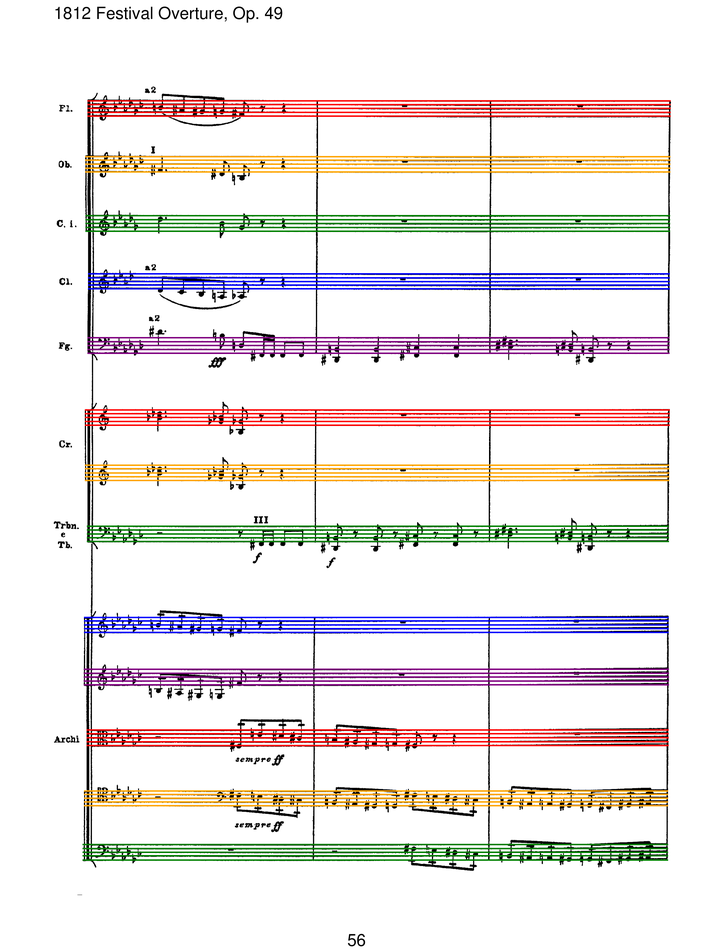 1812 Festival Overture, Op. 49
a2
Fl.
I
Ob.
C. i.
a2
Cl.
a2
Fg.
fff
Cr.
III
Trbn.
e
Tb.
f
f
Archi
sempre ff
sempre ff
56